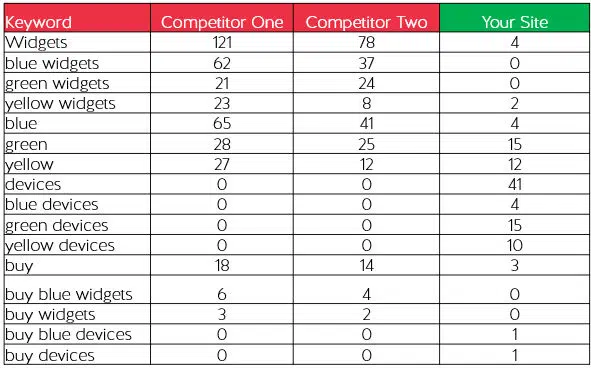 Keyword Competitor One Competitor Two Your Site
Widgets 121 78 4
blue widgets 62 37 0
green widgets 21 24 0
yellow widgets 23 8 2
blue 65 41 4
green 28 25 15
yellow 27 12 12
devices 0 0 41
blue devices 0 0 4
green devices 0 0 15
yellow devices 0 0 10
buy 18 14 3
buy blue widgets 6 4 0
buy widgets 3 2 0
buy blue devices 0 0 1
buy devices 0 0 1